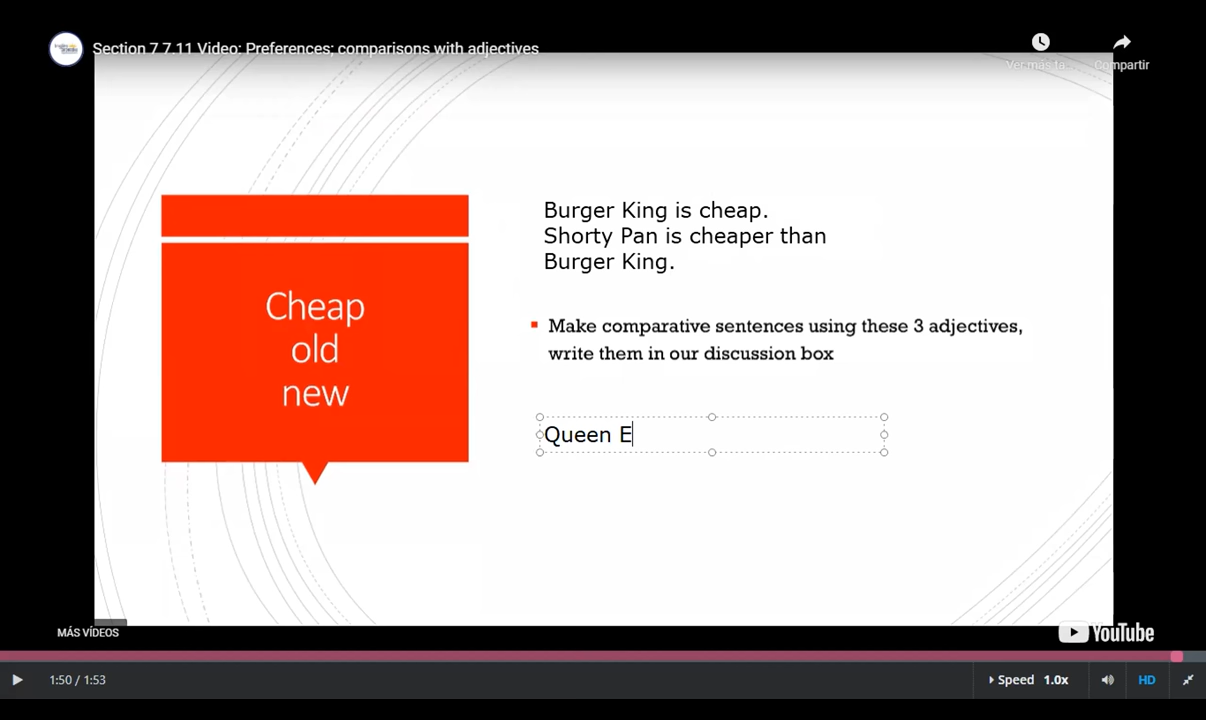 Section 7 7.11 Video: Preferences; comparisons with adjectives
Ver más ta...
Compartir
Burger King is cheap.
Shorty Pan is cheaper than
Burger King.
Cheap
old
new
Make comparative sentences using these 3 adjectives,
write them in our discussion box
Queen E
MÁS VÍDEOS
YouTube
1:50 / 1:53
Speed 1.0x
HD